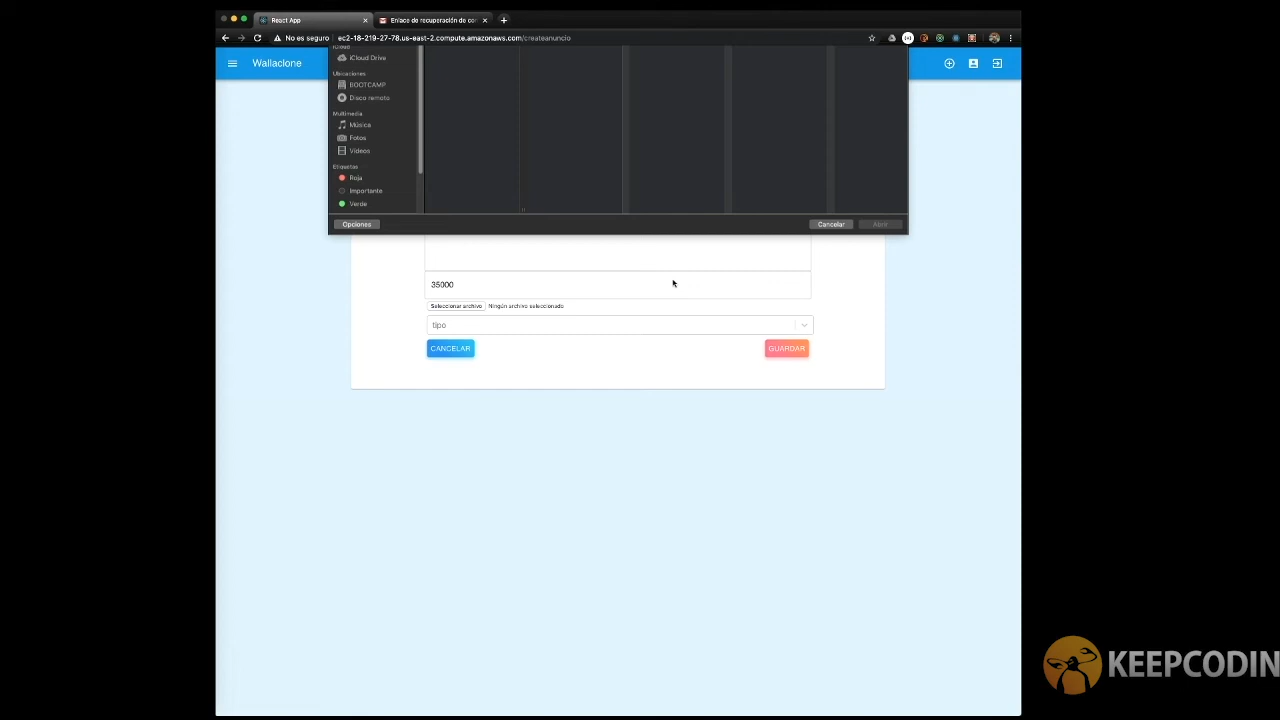 React App
Enlace de recuperación de con
No es seguro
ec2-18-219-27-78.us-east-2.compute.amazonaws.com/createanuncio
Wallaclone
iCloud
iCloud Drive
Ubicaciones
BOOTCAMP
Disco remoto
Multimedia
Música
Fotos
Vídeos
Etiquetas
Roja
Importante
Verde
Opciones
Cancelar
Abrir
35000
Seleccionar archivo
Ningún archivo seleccionado
tipo
CANCELAR
GUARDAR
KEEPCODIN